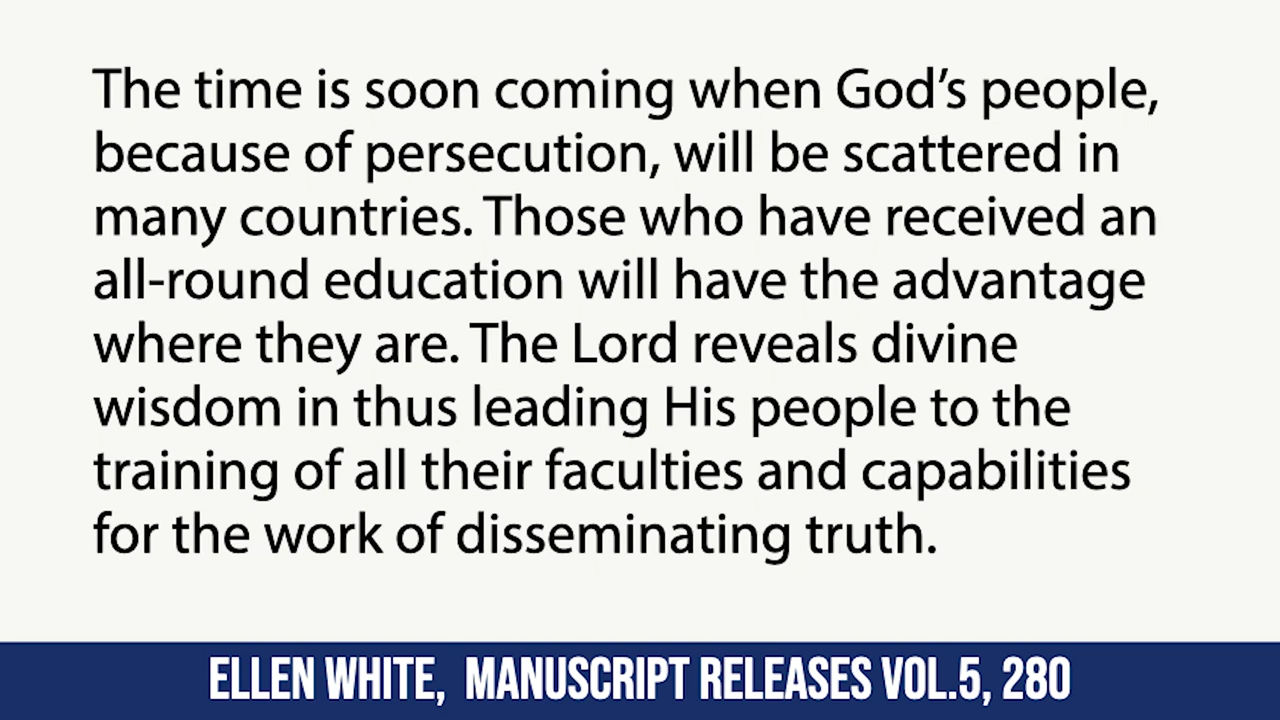 The time is soon coming when God’s people,
because of persecution, will be scattered in
many countries. Those who have received an
all-round education will have the advantage
where they are. The Lord reveals divine
wisdom in thus leading His people to the
training of all their faculties and capabilities
for the work of disseminating truth.
ELLEN WHITE, MANUSCRIPT RELEASES VOL.5, 280